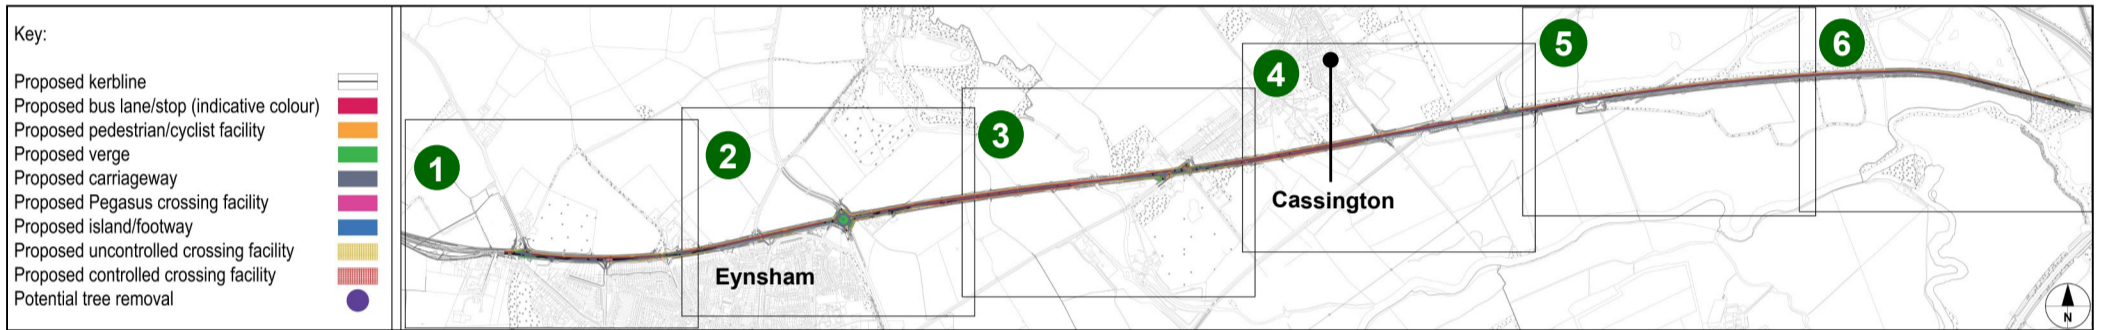 Key:
Proposed kerbline
Proposed bus lane/stop (indicative colour)
Proposed pedestrian/cyclist facility
Proposed verge
Proposed carriageway
Proposed Pegasus crossing facility
Proposed island/footway
Proposed uncontrolled crossing facility
Proposed controlled crossing facility
Potential tree removal
1
2
3
4
5
6
Eynsham
Cassington
N